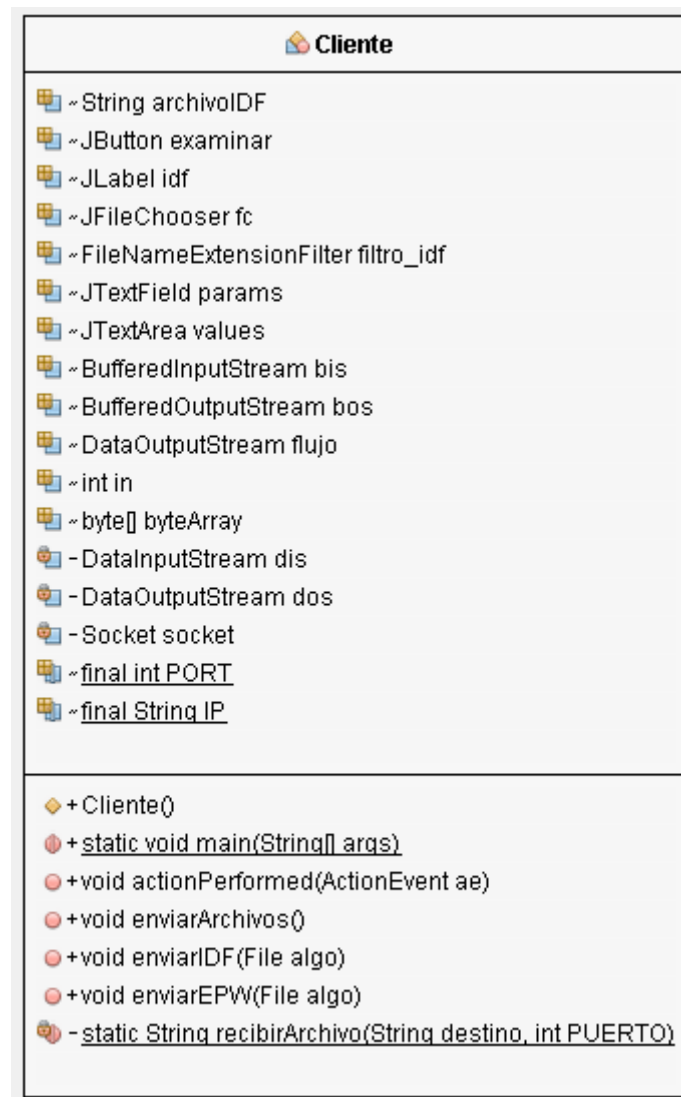 Cliente
~String archivoIDF
~JButton examinar
~JLabel idf
~JFileChooser fc
~FileNameExtensionFilter filtro_idf
~JTextField params
~JTextArea values
~BufferedInputStream bis
~BufferedOutputStream bos
~DataOutputStream flujo
~int in
~byte[] byteArray
-DataInputStream dis
-DataOutputStream dos
-Socket socket
~final int PORT
~final String IP
+Cliente()
+static void main(String[] args)
+void actionPerformed(ActionEvent ae)
+void enviarArchivos()
+void enviarIDF(File algo)
+void enviarEPW(File algo)
-static String recibirArchivo(String destino, int PUERTO)